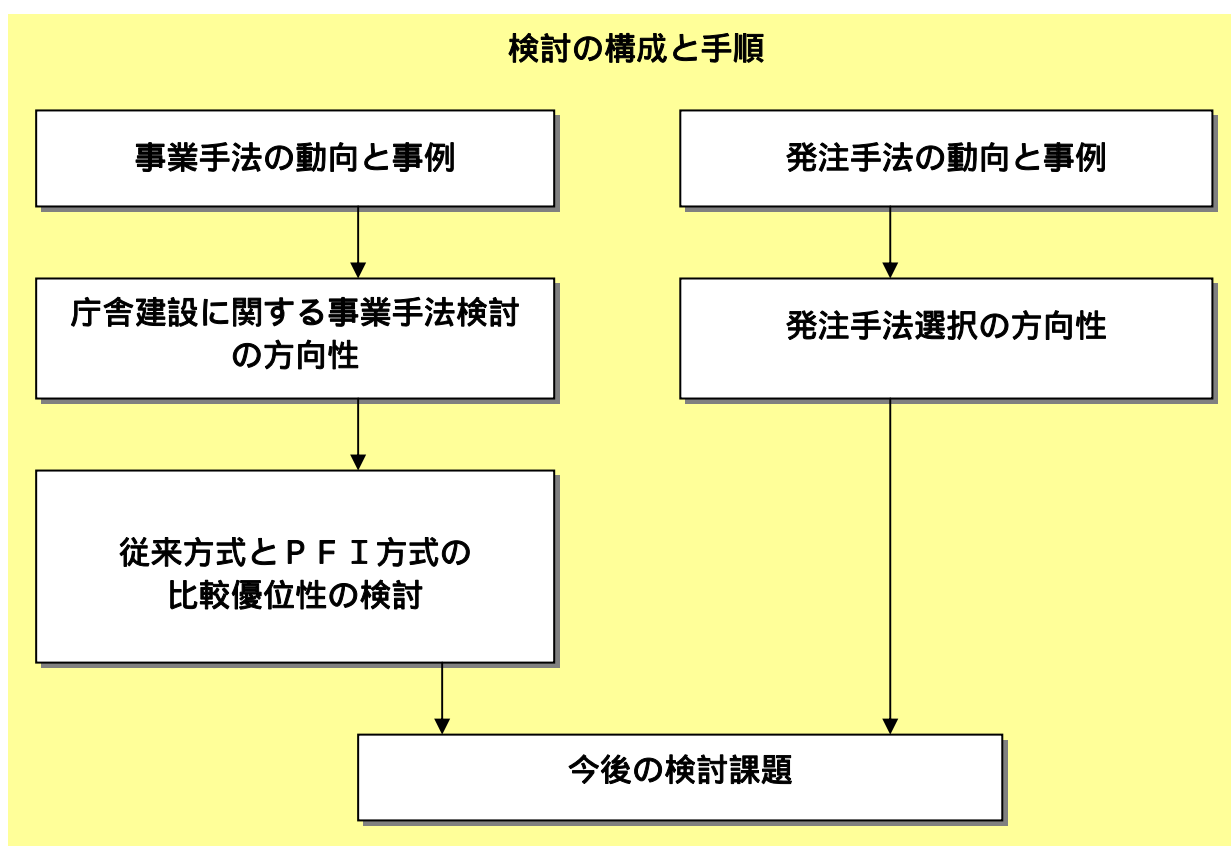 検討の構成と手順
事業手法の動向と事例
発注手法の動向と事例
庁舎建設に関する事業手法検討
の方向性
発注手法選択の方向性
従来方式とＰＦＩ方式の
比較優位性の検討
今後の検討課題